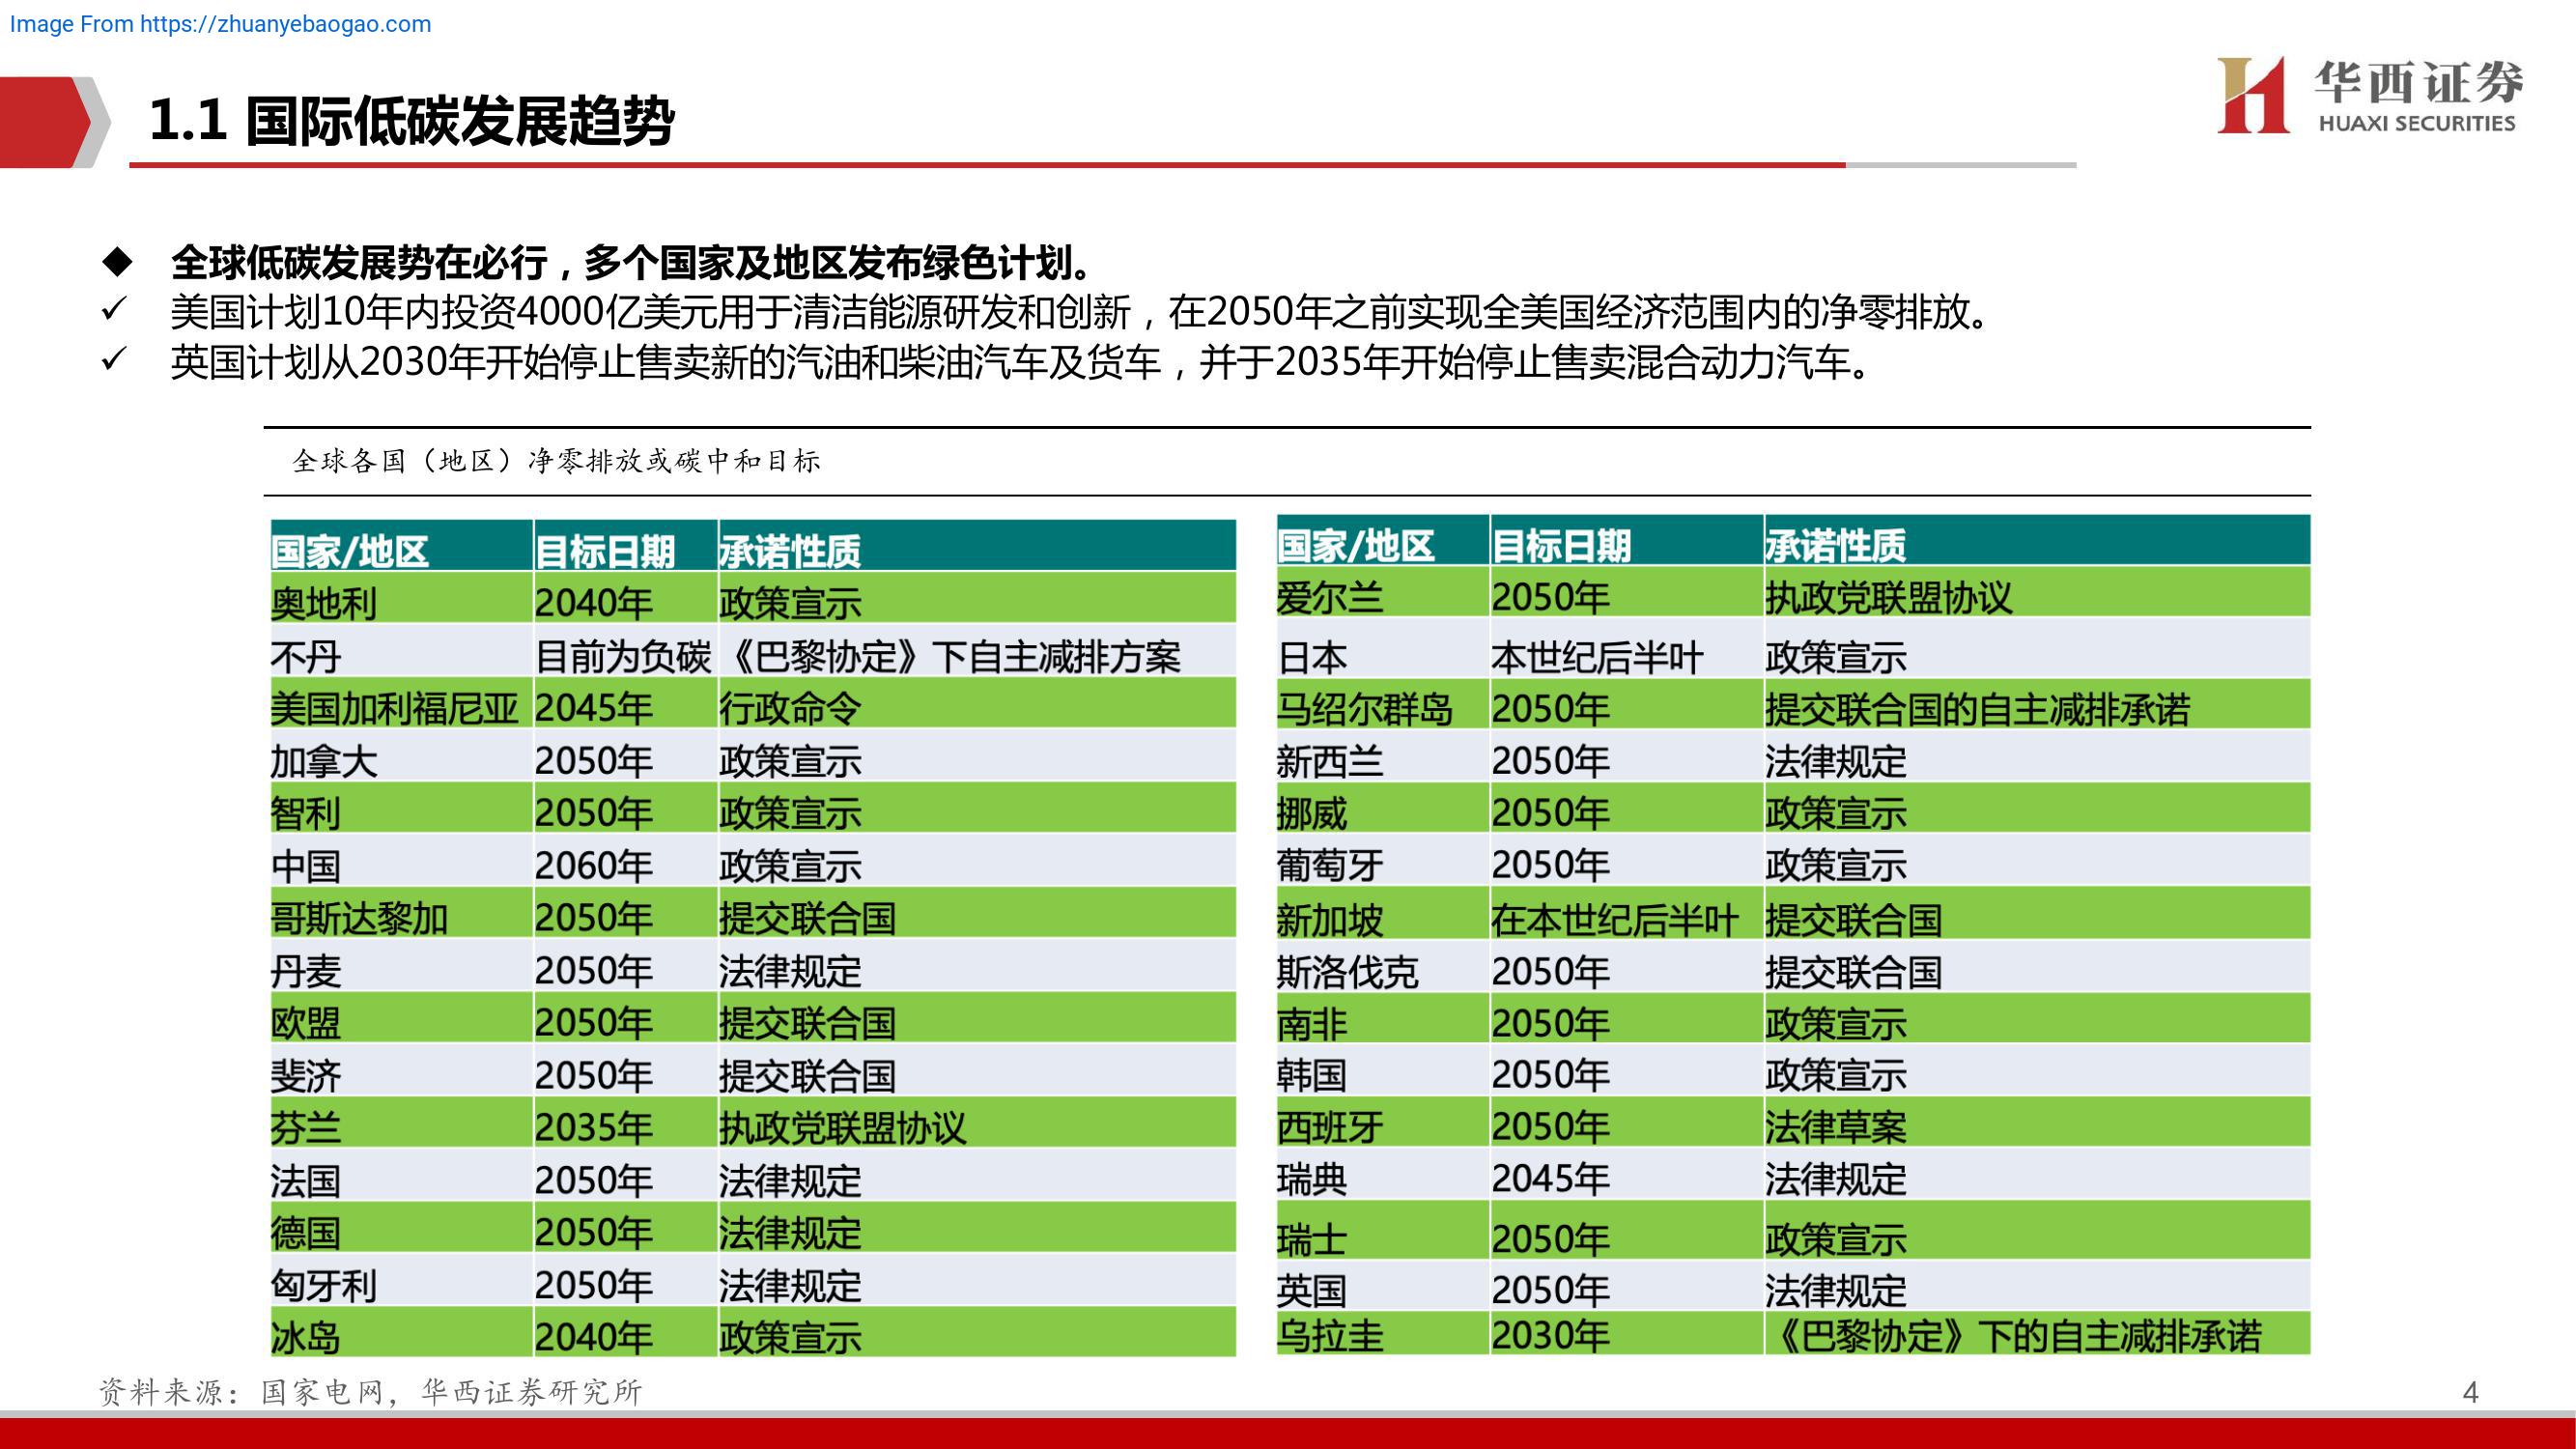 Image From https://zhuanyebaogao.com
华西证券
HUAXI SECURITIES
1.1 国际低碳发展趋势
◆ 全球低碳发展势在必行，多个国家及地区发布绿色计划。
✓ 美国计划10年内投资4000亿美元用于清洁能源研发和创新，在2050年之前实现全美国经济范围内的净零排放。
✓ 英国计划从2030年开始停止售卖新的汽油和柴油汽车及货车，并于2035年开始停止售卖混合动力汽车。
全球各国（地区）净零排放或碳中和目标
国家/地区 目标日期 承诺性质
奥地利 2040年 政策宣示
不丹 目前为负碳 《巴黎协定》下自主减排方案
美国加利福尼亚 2045年 行政命令
加拿大 2050年 政策宣示
智利 2050年 政策宣示
中国 2060年 政策宣示
哥斯达黎加 2050年 提交联合国
丹麦 2050年 法律规定
欧盟 2050年 提交联合国
斐济 2050年 提交联合国
芬兰 2035年 执政党联盟协议
法国 2050年 法律规定
德国 2050年 法律规定
匈牙利 2050年 法律规定
冰岛 2040年 政策宣示
国家/地区 目标日期 承诺性质
爱尔兰 2050年 执政党联盟协议
日本 本世纪后半叶 政策宣示
马绍尔群岛 2050年 提交联合国的自主减排承诺
新西兰 2050年 法律规定
挪威 2050年 政策宣示
葡萄牙 2050年 政策宣示
新加坡 在本世纪后半叶 提交联合国
斯洛伐克 2050年 提交联合国
南非 2050年 政策宣示
韩国 2050年 政策宣示
西班牙 2050年 法律草案
瑞典 2045年 法律规定
瑞士 2050年 政策宣示
英国 2050年 法律规定
乌拉圭 2030年 《巴黎协定》下的自主减排承诺
资料来源：国家电网，华西证券研究所
4